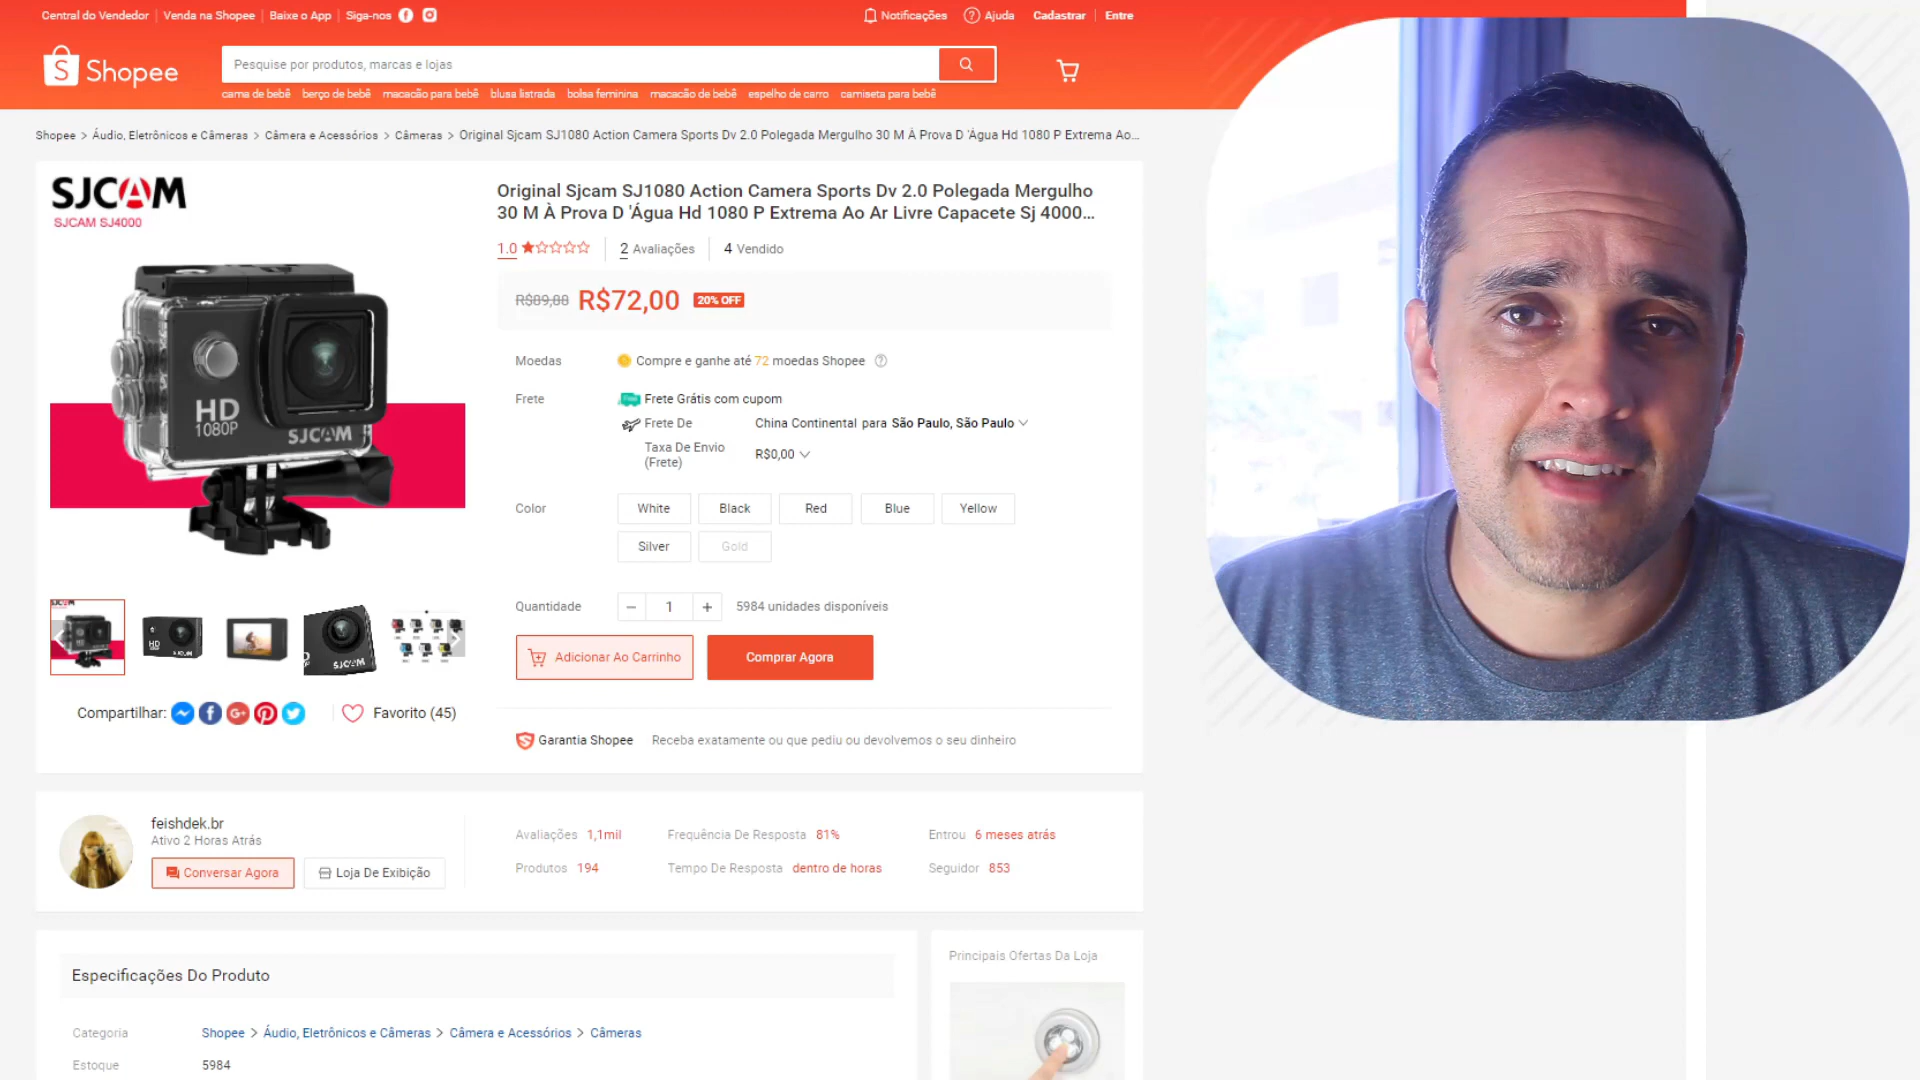 Central do Vendedor Venda na Shopee Baixe o App Siga-nos
Notificações Ajuda Cadastrar Entre
Shopee
Pesquise por produtos, marcas e lojas
cama de bebê berço de bebê macacão para bebê blusa listrada bolsa feminina macacão de bebê espelho de carro camiseta para bebê
Shopee > Áudio, Eletrônicos e Câmeras > Câmera e Acessórios > Câmeras > Original Sjcam SJ1080 Action Camera Sports Dv 2.0 Polegada Mergulho 30 M À Prova D 'Água Hd 1080 P Extrema Ao...
SJCAM
SJCAM SJ4000
HD
1080P
SJCAM
Original Sjcam SJ1080 Action Camera Sports Dv 2.0 Polegada Mergulho
30 M À Prova D 'Água Hd 1080 P Extrema Ao Ar Livre Capacete Sj 4000...
1.0 2 Avaliações 4 Vendido
R$89,88 R$72,00 20% OFF
Moedas Compre e ganhe até 72 moedas Shopee ?
Frete Frete Grátis com cupom
Frete De China Continental para São Paulo, São Paulo
Taxa De Envio
(Frete) R$0,00
Color White Black Red Blue Yellow
Silver Gold
Quantidade − 1 + 5984 unidades disponíveis
Adicionar Ao Carrinho Comprar Agora
Compartilhar: Favorito (45)
Garantia Shopee Receba exatamente ou que pediu ou devolvemos o seu dinheiro
feishdek.br
Ativo 2 Horas Atrás
Conversar Agora Loja De Exibição
Avaliações 1,1mil Frequência De Resposta 81% Entrou 6 meses atrás
Produtos 194 Tempo De Resposta dentro de horas Seguidor 853
Especificações Do Produto
Categoria Shopee > Áudio, Eletrônicos e Câmeras > Câmera e Acessórios > Câmeras
Estoque 5984
Principais Ofertas Da Loja